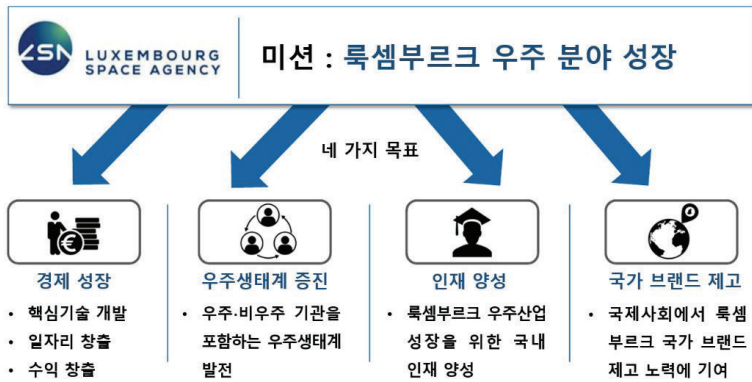 LSA
LUXEMBOURG
SPACE AGENCY
미션 : 룩셈부르크 우주 분야 성장
네 가지 목표
경제 성장
• 핵심기술 개발
• 일자리 창출
• 수익 창출
우주생태계 증진
• 우주·비우주 기관을
포함하는 우주생태계
발전
인재 양성
• 룩셈부르크 우주산업
성장을 위한 국내
인재 양성
국가 브랜드 제고
• 국제사회에서 룩셈
부르크 국가 브랜드
제고 노력에 기여